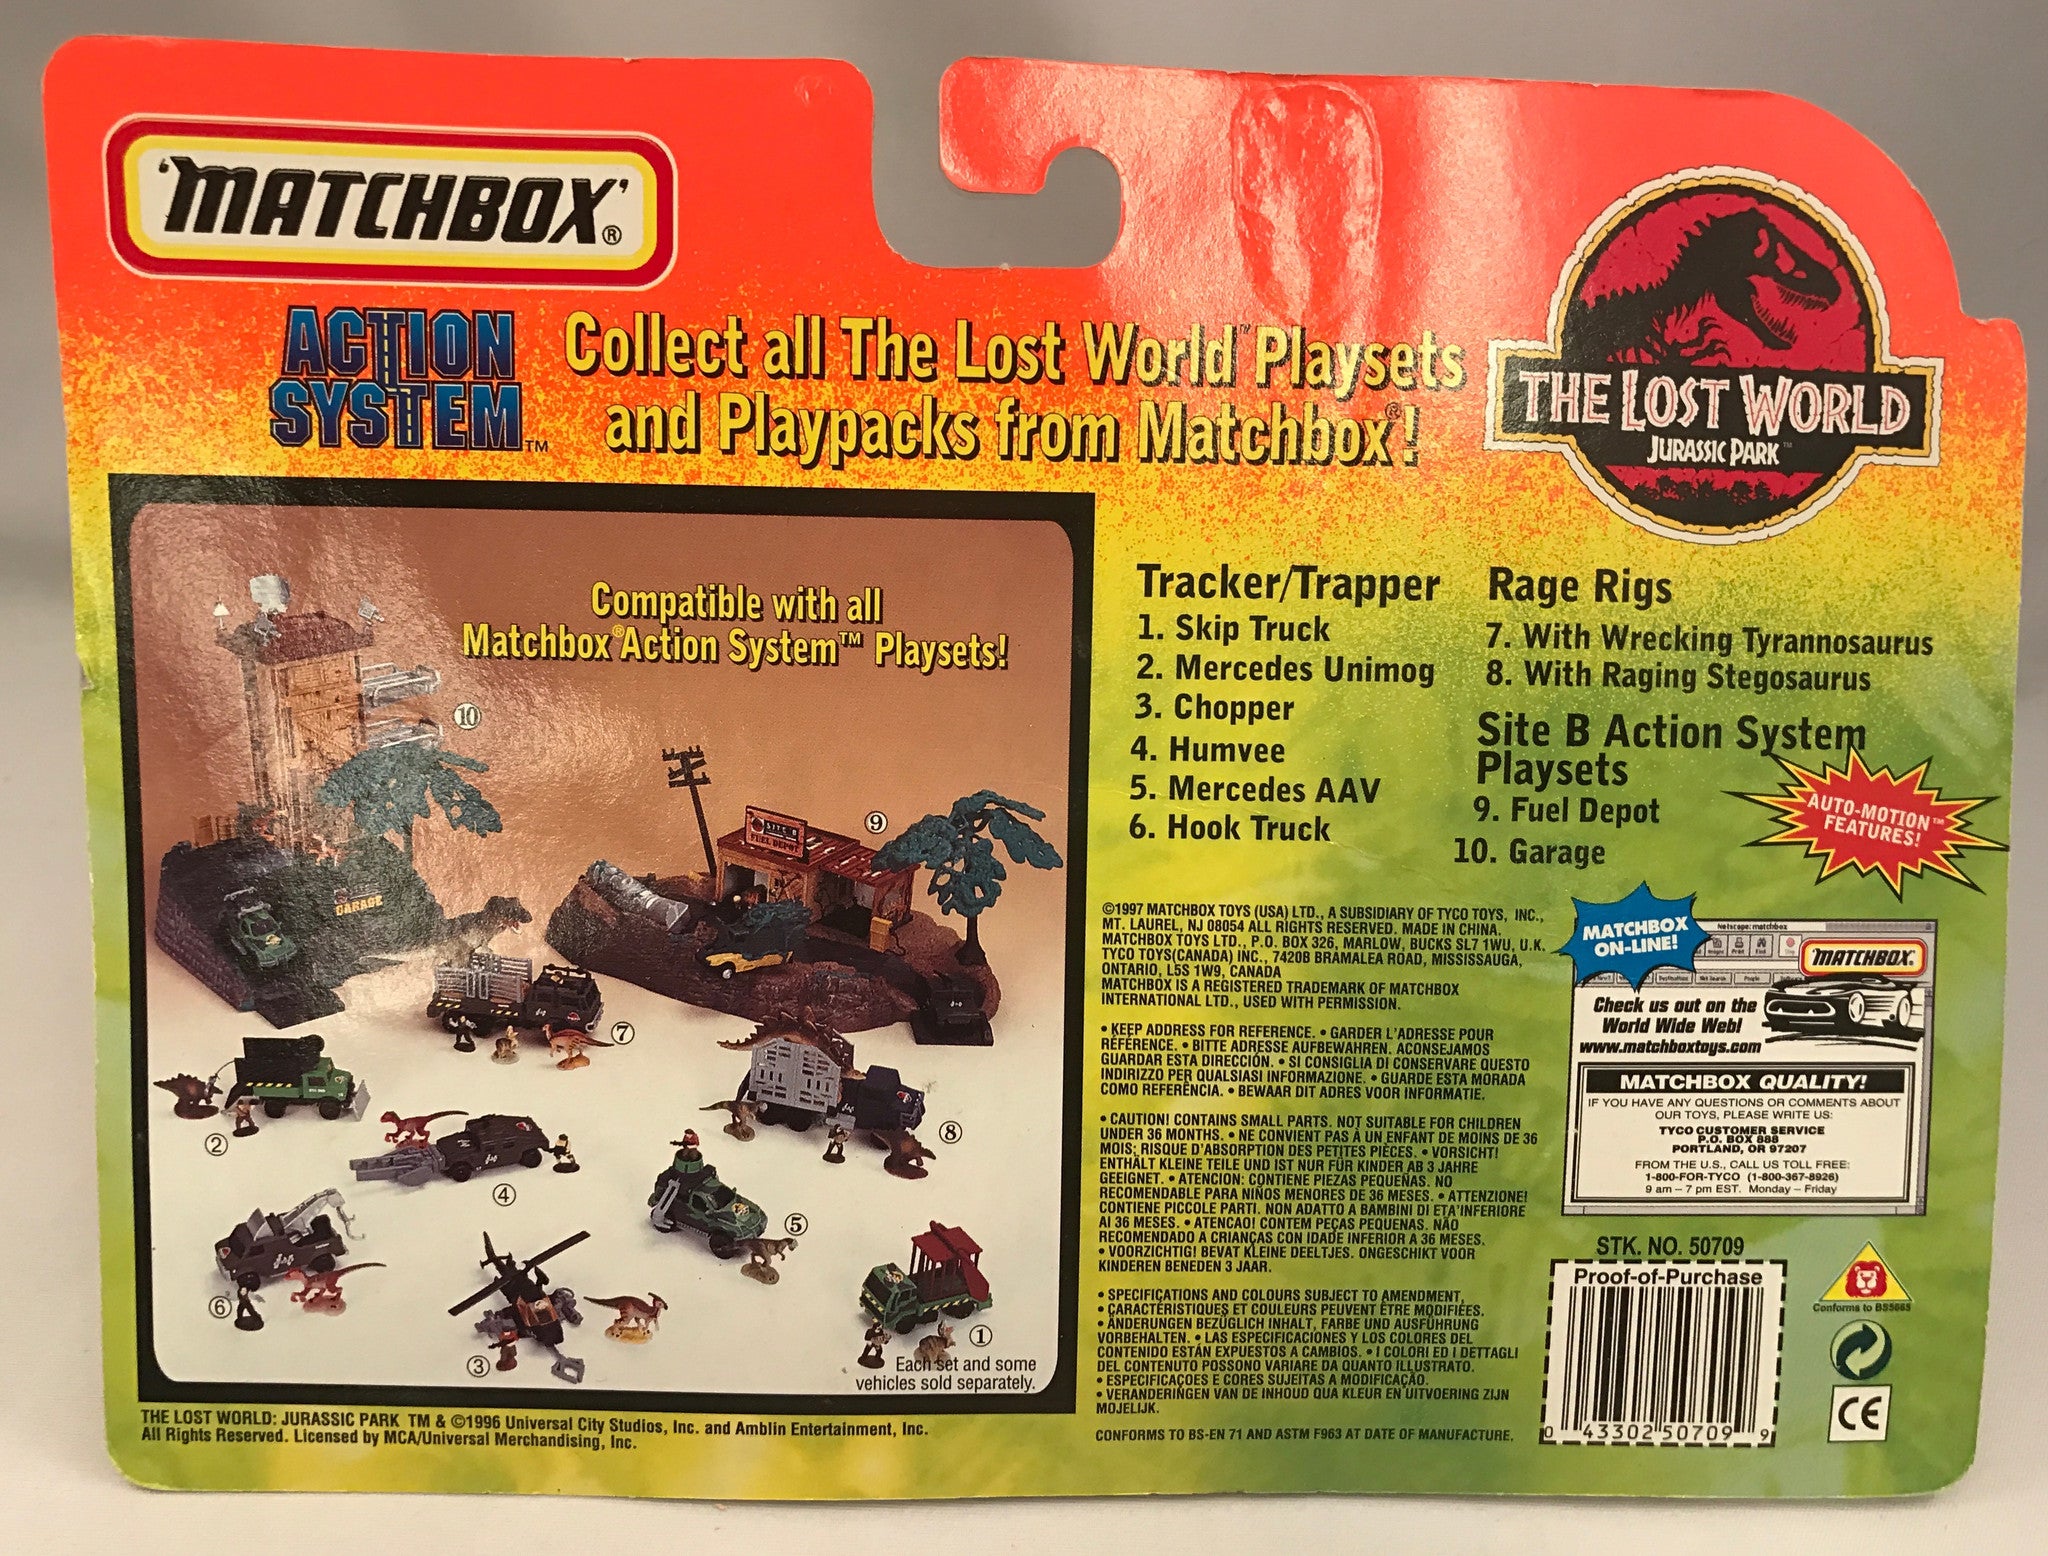 'MATCHBOX'®
ACTION
SYSTEM™
Collect all The Lost World™ Playsets
and Playpacks from Matchbox®!
THE LOST WORLD
JURASSIC PARK™
Compatible with all
Matchbox® Action System™ Playsets!
10
9
SITE B
FUEL DEPOT
GARAGE
7
2
8
4
5
6
3
1
Each set and some
vehicles sold separately.
THE LOST WORLD: JURASSIC PARK TM & ©1996 Universal City Studios, Inc. and Amblin Entertainment, Inc.
All Rights Reserved. Licensed by MCA/Universal Merchandising, Inc.
Tracker/Trapper
1. Skip Truck
2. Mercedes Unimog
3. Chopper
4. Humvee
5. Mercedes AAV
6. Hook Truck
Rage Rigs
7. With Wrecking Tyrannosaurus
8. With Raging Stegosaurus
Site B Action System
Playsets
9. Fuel Depot
10. Garage
AUTO-MOTION™
FEATURES!
©1997 MATCHBOX TOYS (USA) LTD., A SUBSIDIARY OF TYCO TOYS, INC.,
MT. LAUREL, NJ 08054 ALL RIGHTS RESERVED. MADE IN CHINA.
MATCHBOX TOYS LTD., P.O. BOX 326, MARLOW, BUCKS SL7 1WU, U.K.
TYCO TOYS(CANADA) INC., 7420B BRAMALEA ROAD, MISSISSAUGA,
ONTARIO, L5S 1W9, CANADA
MATCHBOX IS A REGISTERED TRADEMARK OF MATCHBOX
INTERNATIONAL LTD., USED WITH PERMISSION.
• KEEP ADDRESS FOR REFERENCE. • GARDER L'ADRESSE POUR
RÉFÉRENCE. • BITTE ADRESSE AUFBEWAHREN. ACONSEJAMOS
GUARDAR ESTA DIRECCIÓN. • SI CONSIGLIA DI CONSERVARE QUESTO
INDIRIZZO PER QUALSIASI INFORMAZIONE. • GUARDE ESTA MORADA
COMO REFERÊNCIA. • BEWAAR DIT ADRES VOOR INFORMATIE.
• CAUTION! CONTAINS SMALL PARTS. NOT SUITABLE FOR CHILDREN
UNDER 36 MONTHS. • NE CONVIENT PAS À UN ENFANT DE MOINS DE 36
MOIS; RISQUE D'ABSORPTION DES PETITES PIÈCES. • VORSICHT!
ENTHÄLT KLEINE TEILE UND IST NUR FÜR KINDER AB 3 JAHRE
GEEIGNET. • ATENCION: CONTIENE PIEZAS PEQUEÑAS. NO
RECOMENDABLE PARA NIÑOS MENORES DE 36 MESES. • ATTENZIONE!
CONTIENE PICCOLE PARTI. NON ADATTO A BAMBINI DI ETA'INFERIORE
AI 36 MESES. • ATENCAO! CONTEM PEÇAS PEQUENAS. NÃO
RECOMENDADO A CRIANÇAS CON IDADE INFERIOR A 36 MESES.
• VOORZICHTIG! BEVAT KLEINE DEELTJES. ONGESCHIKT VOOR
KINDEREN BENEDEN 3 JAAR.
• SPECIFICATIONS AND COLOURS SUBJECT TO AMENDMENT.
• CARACTÉRISTIQUES ET COULEURS PEUVENT ÊTRE MODIFIÉES.
• ÄNDERUNGEN BEZÜGLICH INHALT, FARBE UND AUSFÜHRUNG
VORBEHALTEN. • LAS ESPECIFICACIONES Y LOS COLORES DEL
CONTENIDO ESTÁN EXPUESTOS A CAMBIOS. • I COLORI ED I DETTAGLI
DEL CONTENUTO POSSONO VARIARE DA QUANTO ILLUSTRATO.
• ESPECIFICAÇOES E CORES SUJEITAS A MODIFICAÇÃO.
• VERANDERINGEN VAN DE INHOUD QUA KLEUR EN UITVOERING ZIJN
MOJELIJK.
CONFORMS TO BS-EN 71 AND ASTM F963 AT DATE OF MANUFACTURE.
MATCHBOX
ON-LINE!
Netscape: matchbox
MATCHBOX.
Check us out on the
World Wide Web!
www.matchboxtoys.com
MATCHBOX QUALITY!
IF YOU HAVE ANY QUESTIONS OR COMMENTS ABOUT
OUR TOYS, PLEASE WRITE US:
TYCO CUSTOMER SERVICE
P.O. BOX 888
PORTLAND, OR 97207
FROM THE U.S., CALL US TOLL FREE:
1-800-FOR-TYCO (1-800-367-8926)
9 am – 7 pm EST. Monday – Friday
STK. NO. 50709
Proof-of-Purchase
0 43302 50709 9
Conforms to BS5665
CE